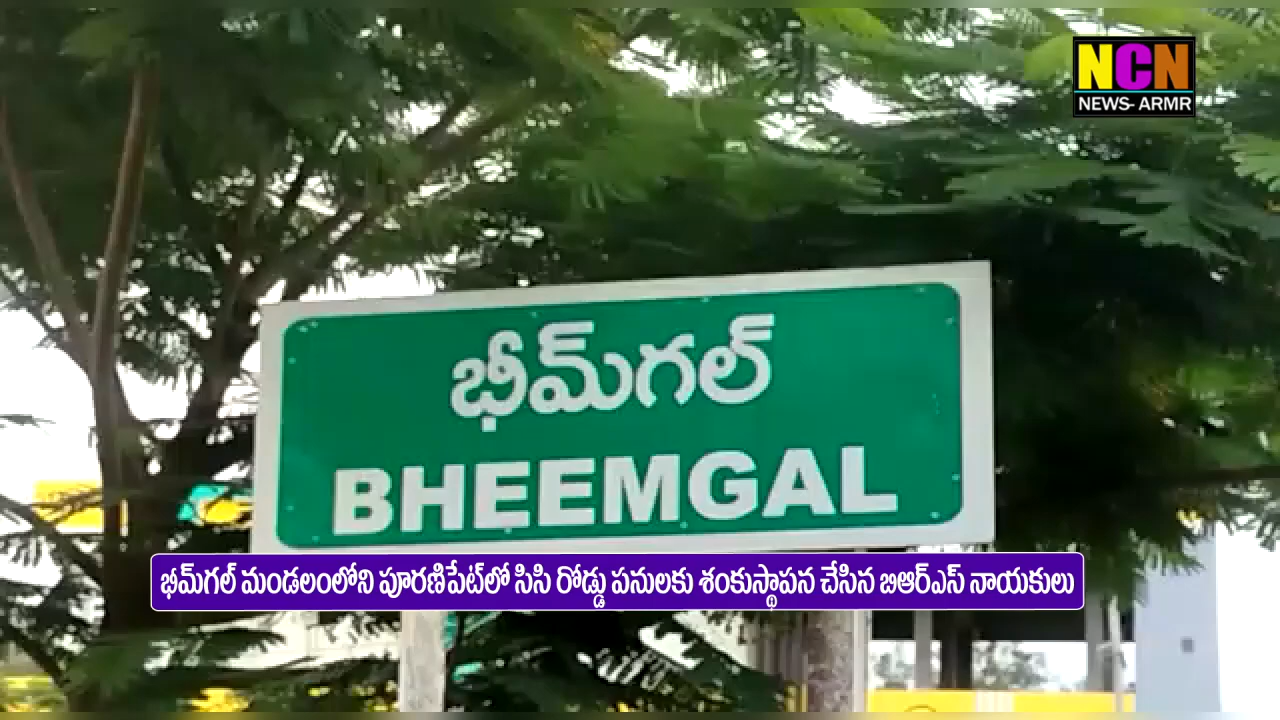 NCN
NEWS- ARMR
భీమ్‌గల్
BHEEMGAL
భీమ్‌గల్ మండలంలోని పూరణిపేట్‌లో సిసి రోడ్డు పనులకు శంకుస్థాపన చేసిన బిఆర్ఎస్ నాయకులు